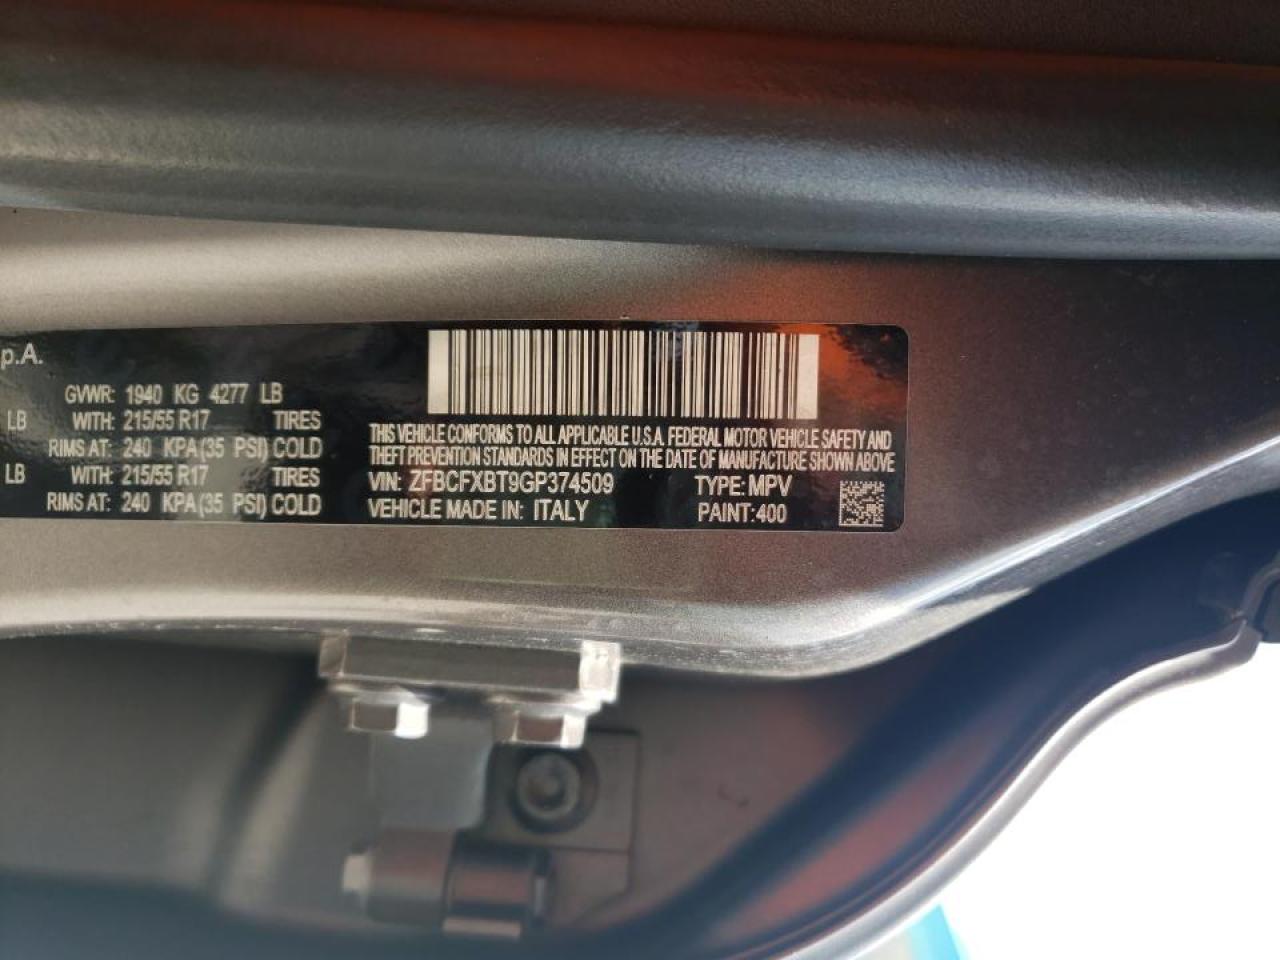 p.A.
GVWR: 1940 KG 4277 LB
LB WITH: 215/55 R17 TIRES
RIMS AT: 240 KPA(35 PSI) COLD
LB WITH: 215/55 R17 TIRES
RIMS AT: 240 KPA(35 PSI) COLD
THIS VEHICLE CONFORMS TO ALL APPLICABLE U.S.A. FEDERAL MOTOR VEHICLE SAFETY AND
THEFT PREVENTION STANDARDS IN EFFECT ON THE DATE OF MANUFACTURE SHOWN ABOVE
VIN: ZFBCFXBT9GP374509 TYPE: MPV
VEHICLE MADE IN: ITALY PAINT:400